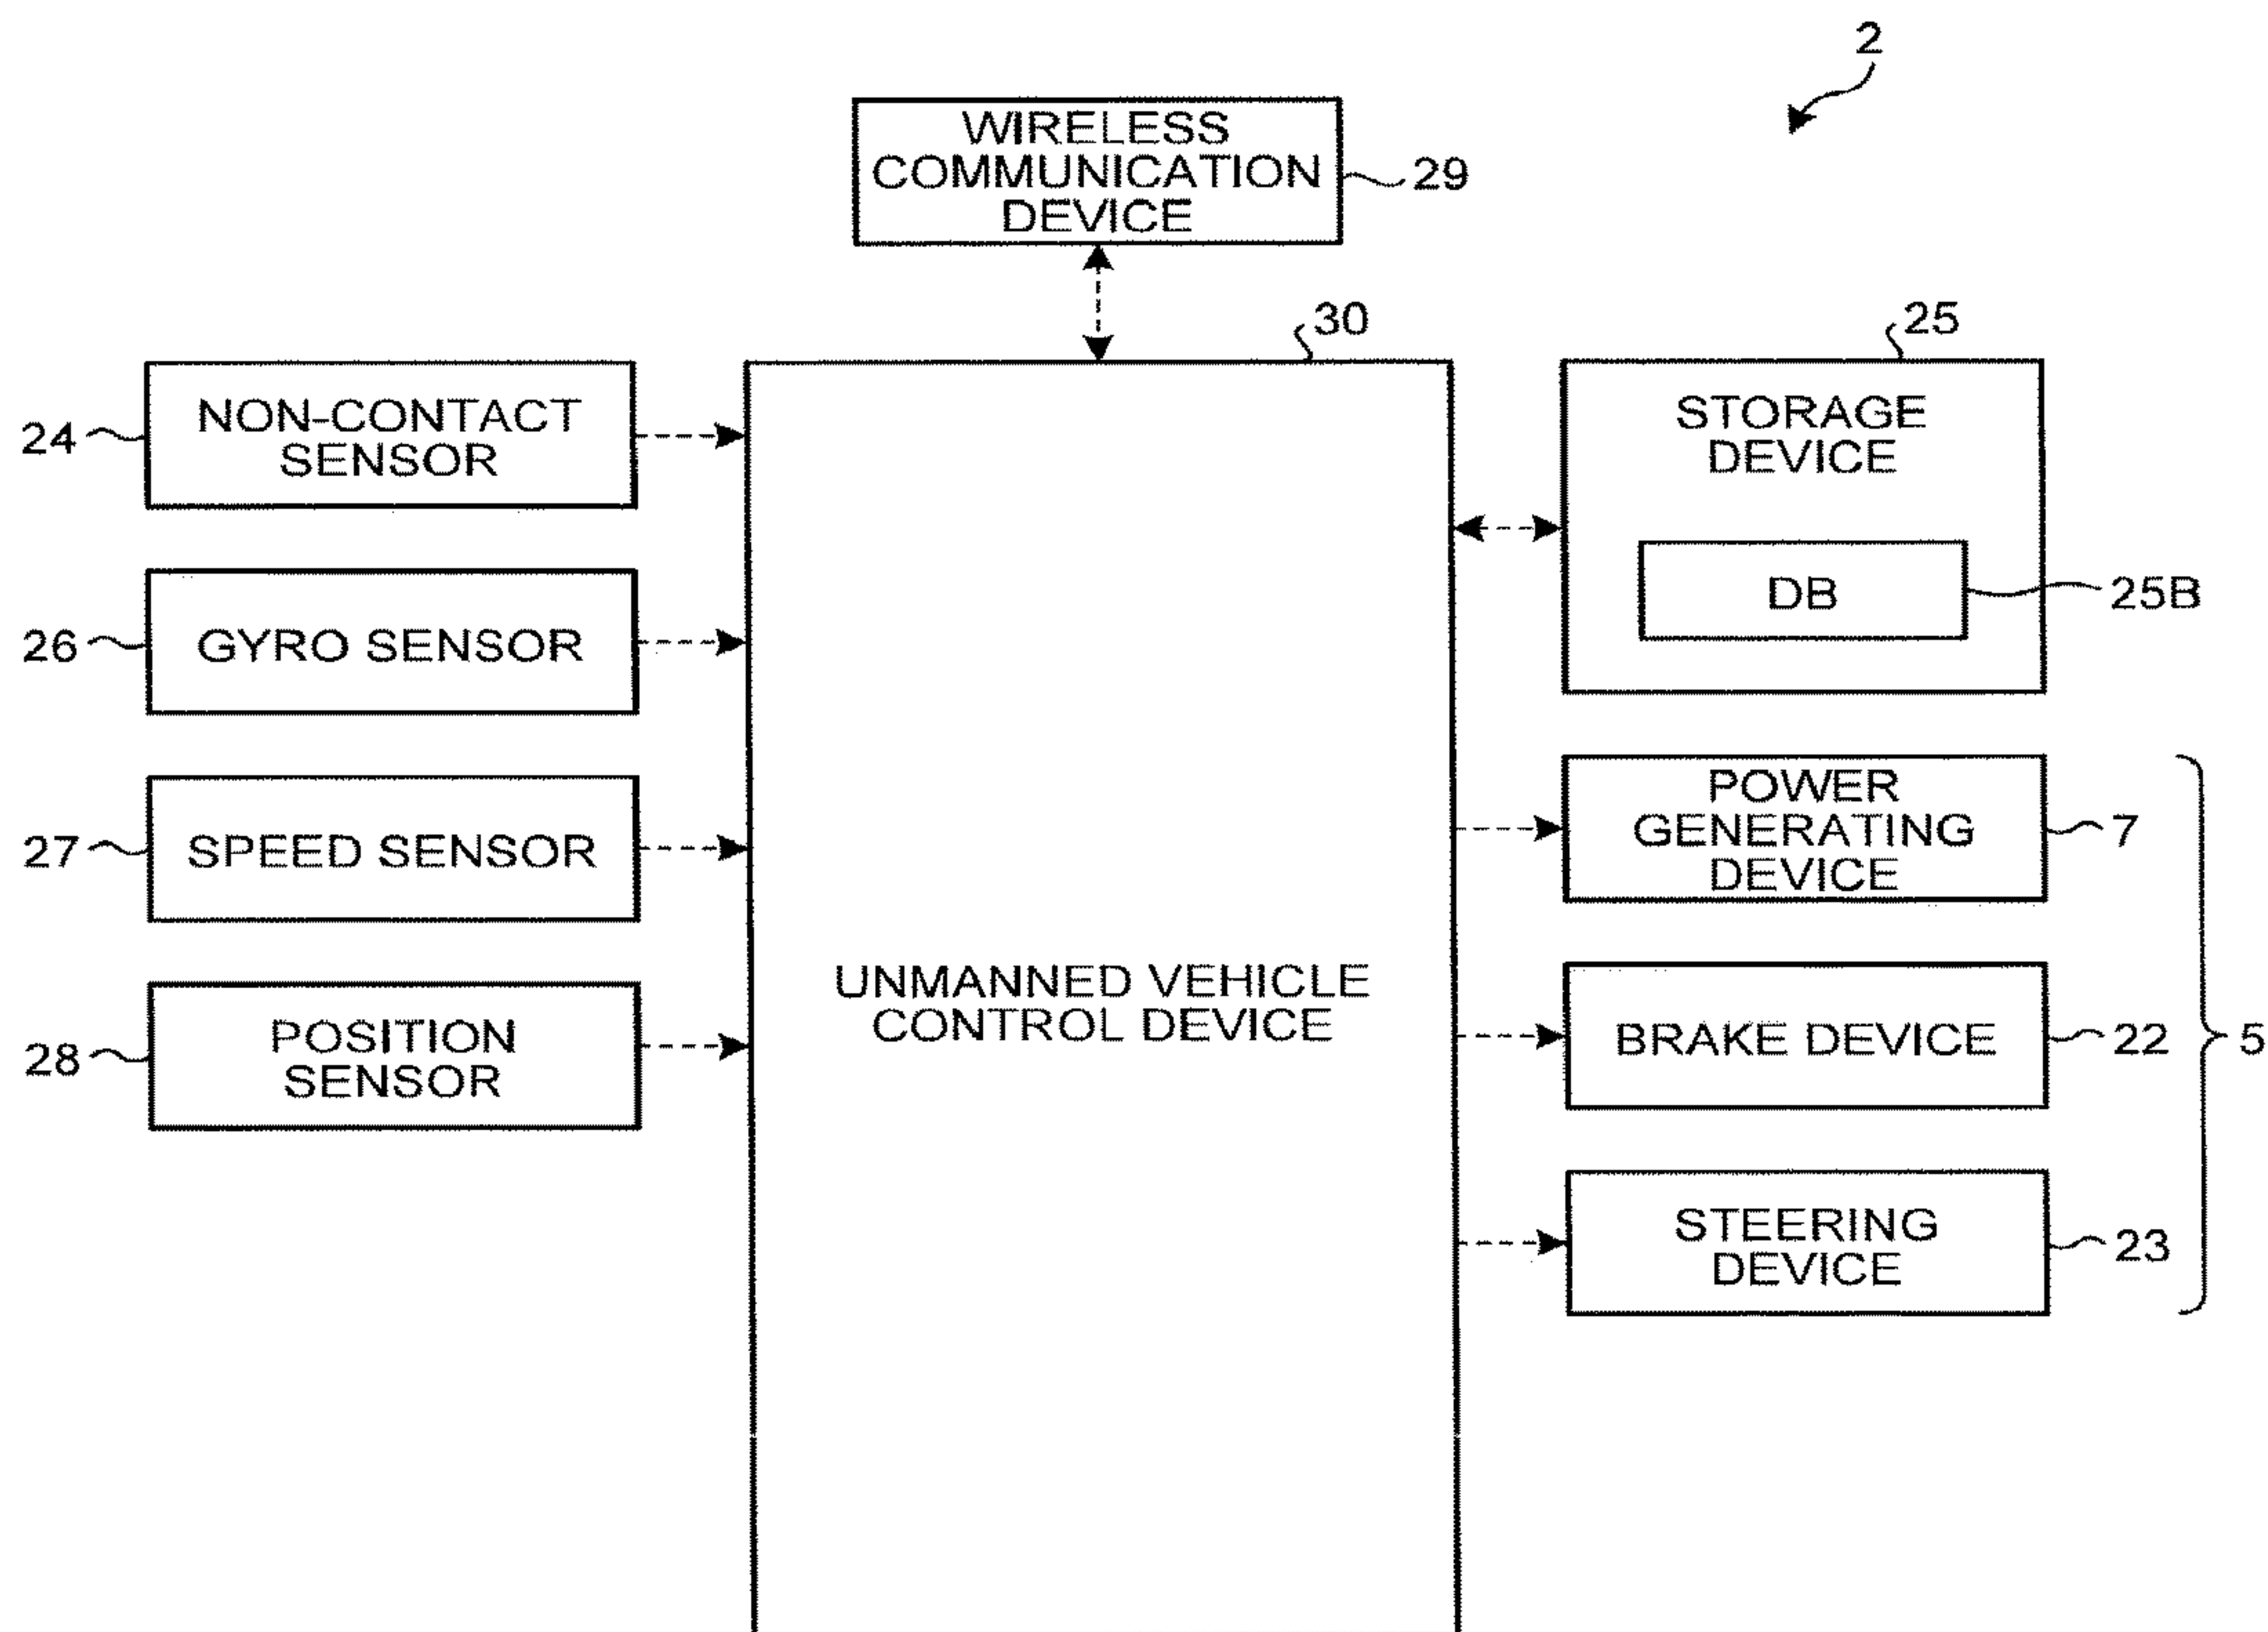 2
WIRELESS
COMMUNICATION
DEVICE
29
30
25
24
NON-CONTACT
SENSOR
STORAGE
DEVICE
DB
25B
26
GYRO SENSOR
27
SPEED SENSOR
POWER
GENERATING
DEVICE
7
28
POSITION
SENSOR
UNMANNED VEHICLE
CONTROL DEVICE
BRAKE DEVICE
22
5
STEERING
DEVICE
23